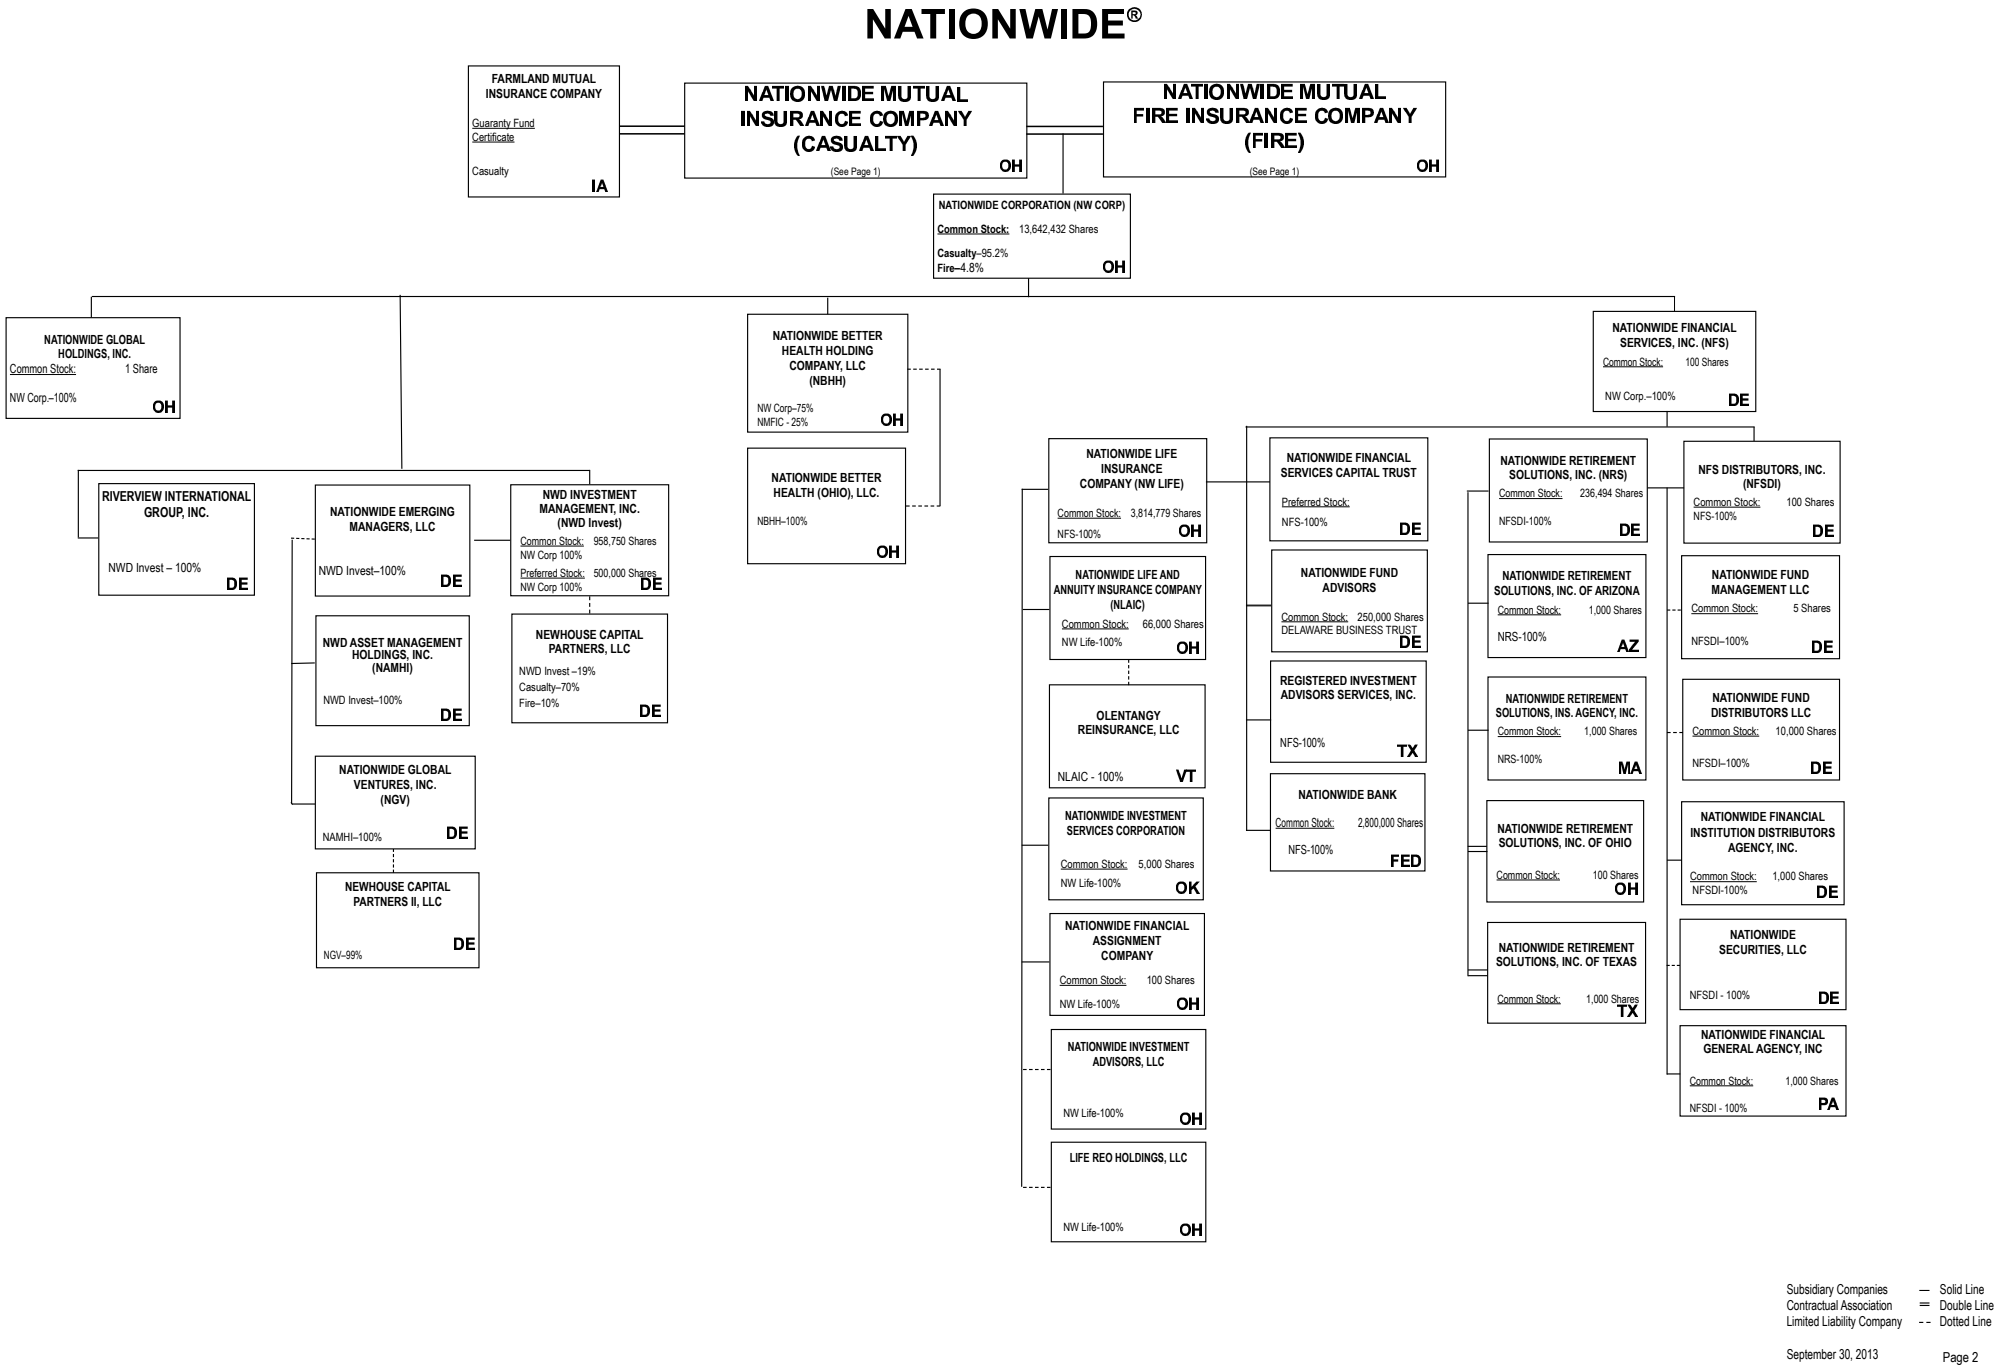 NATIONWIDE®
FARMLAND MUTUAL
INSURANCE COMPANY
Guaranty Fund
Certificate
Casualty
IA
NATIONWIDE MUTUAL
INSURANCE COMPANY
(CASUALTY)
(See Page 1)
OH
NATIONWIDE MUTUAL
FIRE INSURANCE COMPANY
(FIRE)
(See Page 1)
OH
NATIONWIDE CORPORATION (NW CORP)
Common Stock: 13,642,432 Shares
Casualty–95.2%
Fire–4.8%
OH
NATIONWIDE GLOBAL
HOLDINGS, INC.
Common Stock: 1 Share
NW Corp.–100%
OH
NATIONWIDE BETTER
HEALTH HOLDING
COMPANY, LLC
(NBHH)
NW Corp–75%
NMFIC - 25%
OH
NATIONWIDE BETTER
HEALTH (OHIO), LLC.
NBHH–100%
OH
NATIONWIDE FINANCIAL
SERVICES, INC. (NFS)
Common Stock: 100 Shares
NW Corp.–100%
DE
RIVERVIEW INTERNATIONAL
GROUP, INC.
NWD Invest – 100%
DE
NATIONWIDE EMERGING
MANAGERS, LLC
NWD Invest–100%
DE
NWD ASSET MANAGEMENT
HOLDINGS, INC.
(NAMHI)
NWD Invest–100%
DE
NATIONWIDE GLOBAL
VENTURES, INC.
(NGV)
NAMHI–100%
DE
NEWHOUSE CAPITAL
PARTNERS II, LLC
NGV–99%
DE
NWD INVESTMENT
MANAGEMENT, INC.
(NWD Invest)
Common Stock: 958,750 Shares
NW Corp 100%
Preferred Stock: 500,000 Shares
NW Corp 100%
DE
NEWHOUSE CAPITAL
PARTNERS, LLC
NWD Invest –19%
Casualty–70%
Fire–10%
DE
NATIONWIDE LIFE
INSURANCE
COMPANY (NW LIFE)
Common Stock: 3,814,779 Shares
NFS-100%
OH
NATIONWIDE LIFE AND
ANNUITY INSURANCE COMPANY
(NLAIC)
Common Stock: 66,000 Shares
NW Life-100%
OH
OLENTANGY
REINSURANCE, LLC
NLAIC - 100%
VT
NATIONWIDE INVESTMENT
SERVICES CORPORATION
Common Stock: 5,000 Shares
NW Life-100%
OK
NATIONWIDE FINANCIAL
ASSIGNMENT
COMPANY
Common Stock: 100 Shares
NW Life-100%
OH
NATIONWIDE INVESTMENT
ADVISORS, LLC
NW Life-100%
OH
LIFE REO HOLDINGS, LLC
NW Life-100%
OH
NATIONWIDE FINANCIAL
SERVICES CAPITAL TRUST
Preferred Stock:
NFS-100%
DE
NATIONWIDE FUND
ADVISORS
Common Stock: 250,000 Shares
DELAWARE BUSINESS TRUST
DE
REGISTERED INVESTMENT
ADVISORS SERVICES, INC.
NFS-100%
TX
NATIONWIDE BANK
Common Stock: 2,800,000 Shares
NFS-100%
FED
NATIONWIDE RETIREMENT
SOLUTIONS, INC. (NRS)
Common Stock: 236,494 Shares
NFSDI-100%
DE
NATIONWIDE RETIREMENT
SOLUTIONS, INC. OF ARIZONA
Common Stock: 1,000 Shares
NRS-100%
AZ
NATIONWIDE RETIREMENT
SOLUTIONS, INS. AGENCY, INC.
Common Stock: 1,000 Shares
NRS-100%
MA
NATIONWIDE RETIREMENT
SOLUTIONS, INC. OF OHIO
Common Stock: 100 Shares
OH
NATIONWIDE RETIREMENT
SOLUTIONS, INC. OF TEXAS
Common Stock: 1,000 Shares
TX
NFS DISTRIBUTORS, INC.
(NFSDI)
Common Stock: 100 Shares
NFS-100%
DE
NATIONWIDE FUND
MANAGEMENT LLC
Common Stock: 5 Shares
NFSDI–100%
DE
NATIONWIDE FUND
DISTRIBUTORS LLC
Common Stock: 10,000 Shares
NFSDI–100%
DE
NATIONWIDE FINANCIAL
INSTITUTION DISTRIBUTORS
AGENCY, INC.
Common Stock: 1,000 Shares
NFSDI-100%
DE
NATIONWIDE
SECURITIES, LLC
NFSDI - 100%
DE
NATIONWIDE FINANCIAL
GENERAL AGENCY, INC
Common Stock: 1,000 Shares
NFSDI - 100%
PA
Subsidiary Companies — Solid Line
Contractual Association = Double Line
Limited Liability Company - - Dotted Line
September 30, 2013
Page 2